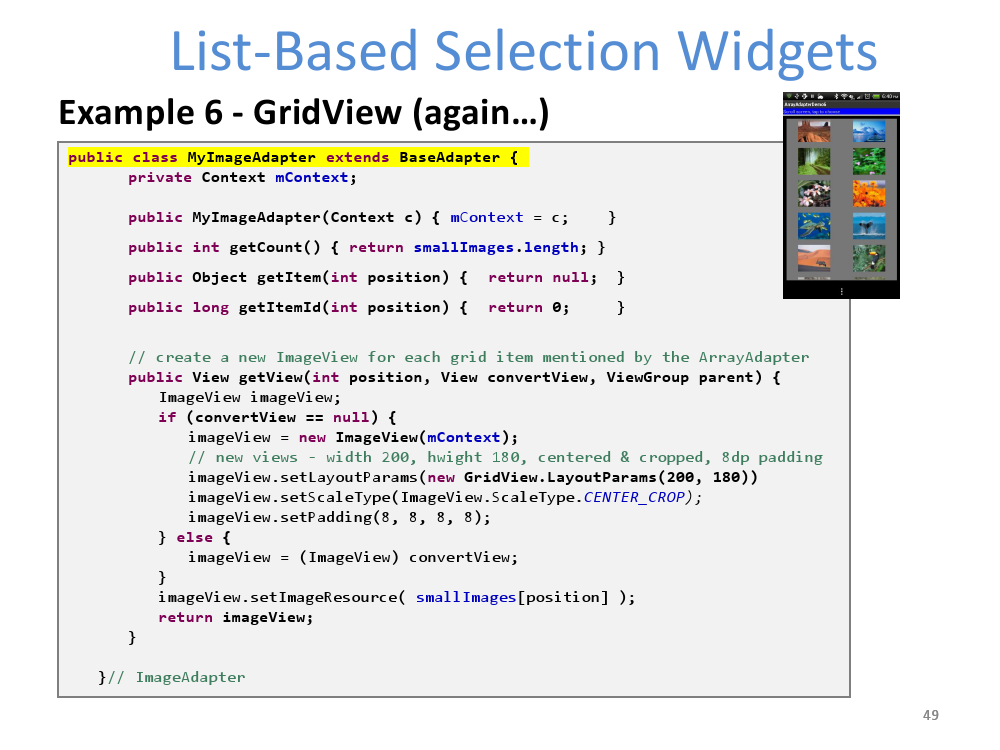 List-Based Selection Widgets
Example 6 - GridView (again…)
6:40 PM
ArrayAdapterDemo6
public class MyImageAdapter extends BaseAdapter {
private Context mContext;
public MyImageAdapter(Context c) { mContext = c; }
public int getCount() { return smallImages.length; }
public Object getItem(int position) { return null; }
public long getItemId(int position) { return 0; }
// create a new ImageView for each grid item mentioned by the ArrayAdapter
public View getView(int position, View convertView, ViewGroup parent) {
ImageView imageView;
if (convertView == null) {
imageView = new ImageView(mContext);
// new views - width 200, hwight 180, centered & cropped, 8dp padding
imageView.setLayoutParams(new GridView.LayoutParams(200, 180))
imageView.setScaleType(ImageView.ScaleType.CENTER_CROP);
imageView.setPadding(8, 8, 8, 8);
} else {
imageView = (ImageView) convertView;
}
imageView.setImageResource( smallImages[position] );
return imageView;
}
}// ImageAdapter
49